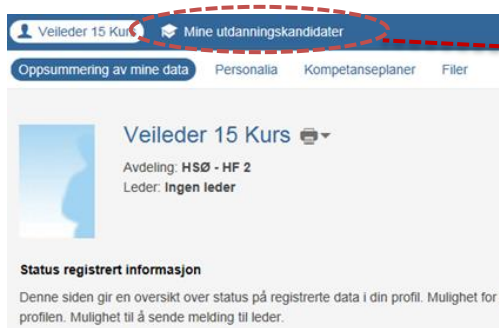 Veileder 15 Kurs Mine utdanningskandidater
Oppsummering av mine data Personalia Kompetanseplaner Filer
Veileder 15 Kurs
Avdeling: HSØ - HF 2
Leder: Ingen leder
Status registrert informasjon
Denne siden gir en oversikt over status på registrerte data i din profil. Mulighet for
profilen. Mulighet til å sende melding til leder.